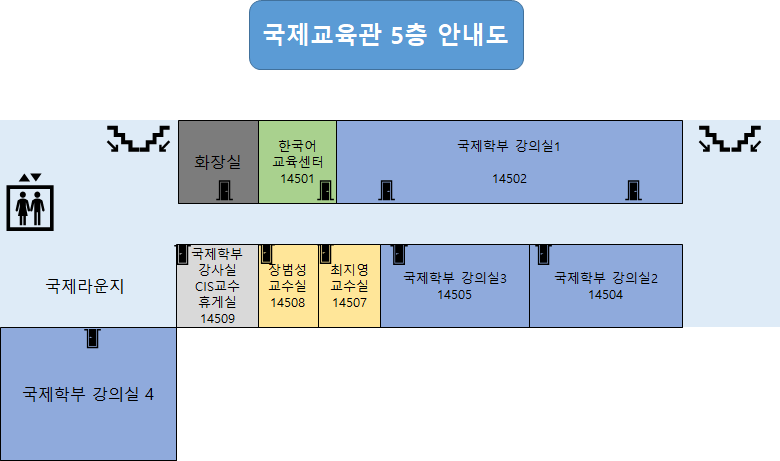 국제교육관 5층 안내도
화장실
한국어
교육센터
14501
국제학부 강의실1
14502
국제라운지
국제학부
강사실
CIS교수
휴게실
14509
장범성
교수실
14508
최지영
교수실
14507
국제학부 강의실3
14505
국제학부 강의실2
14504
국제학부 강의실 4